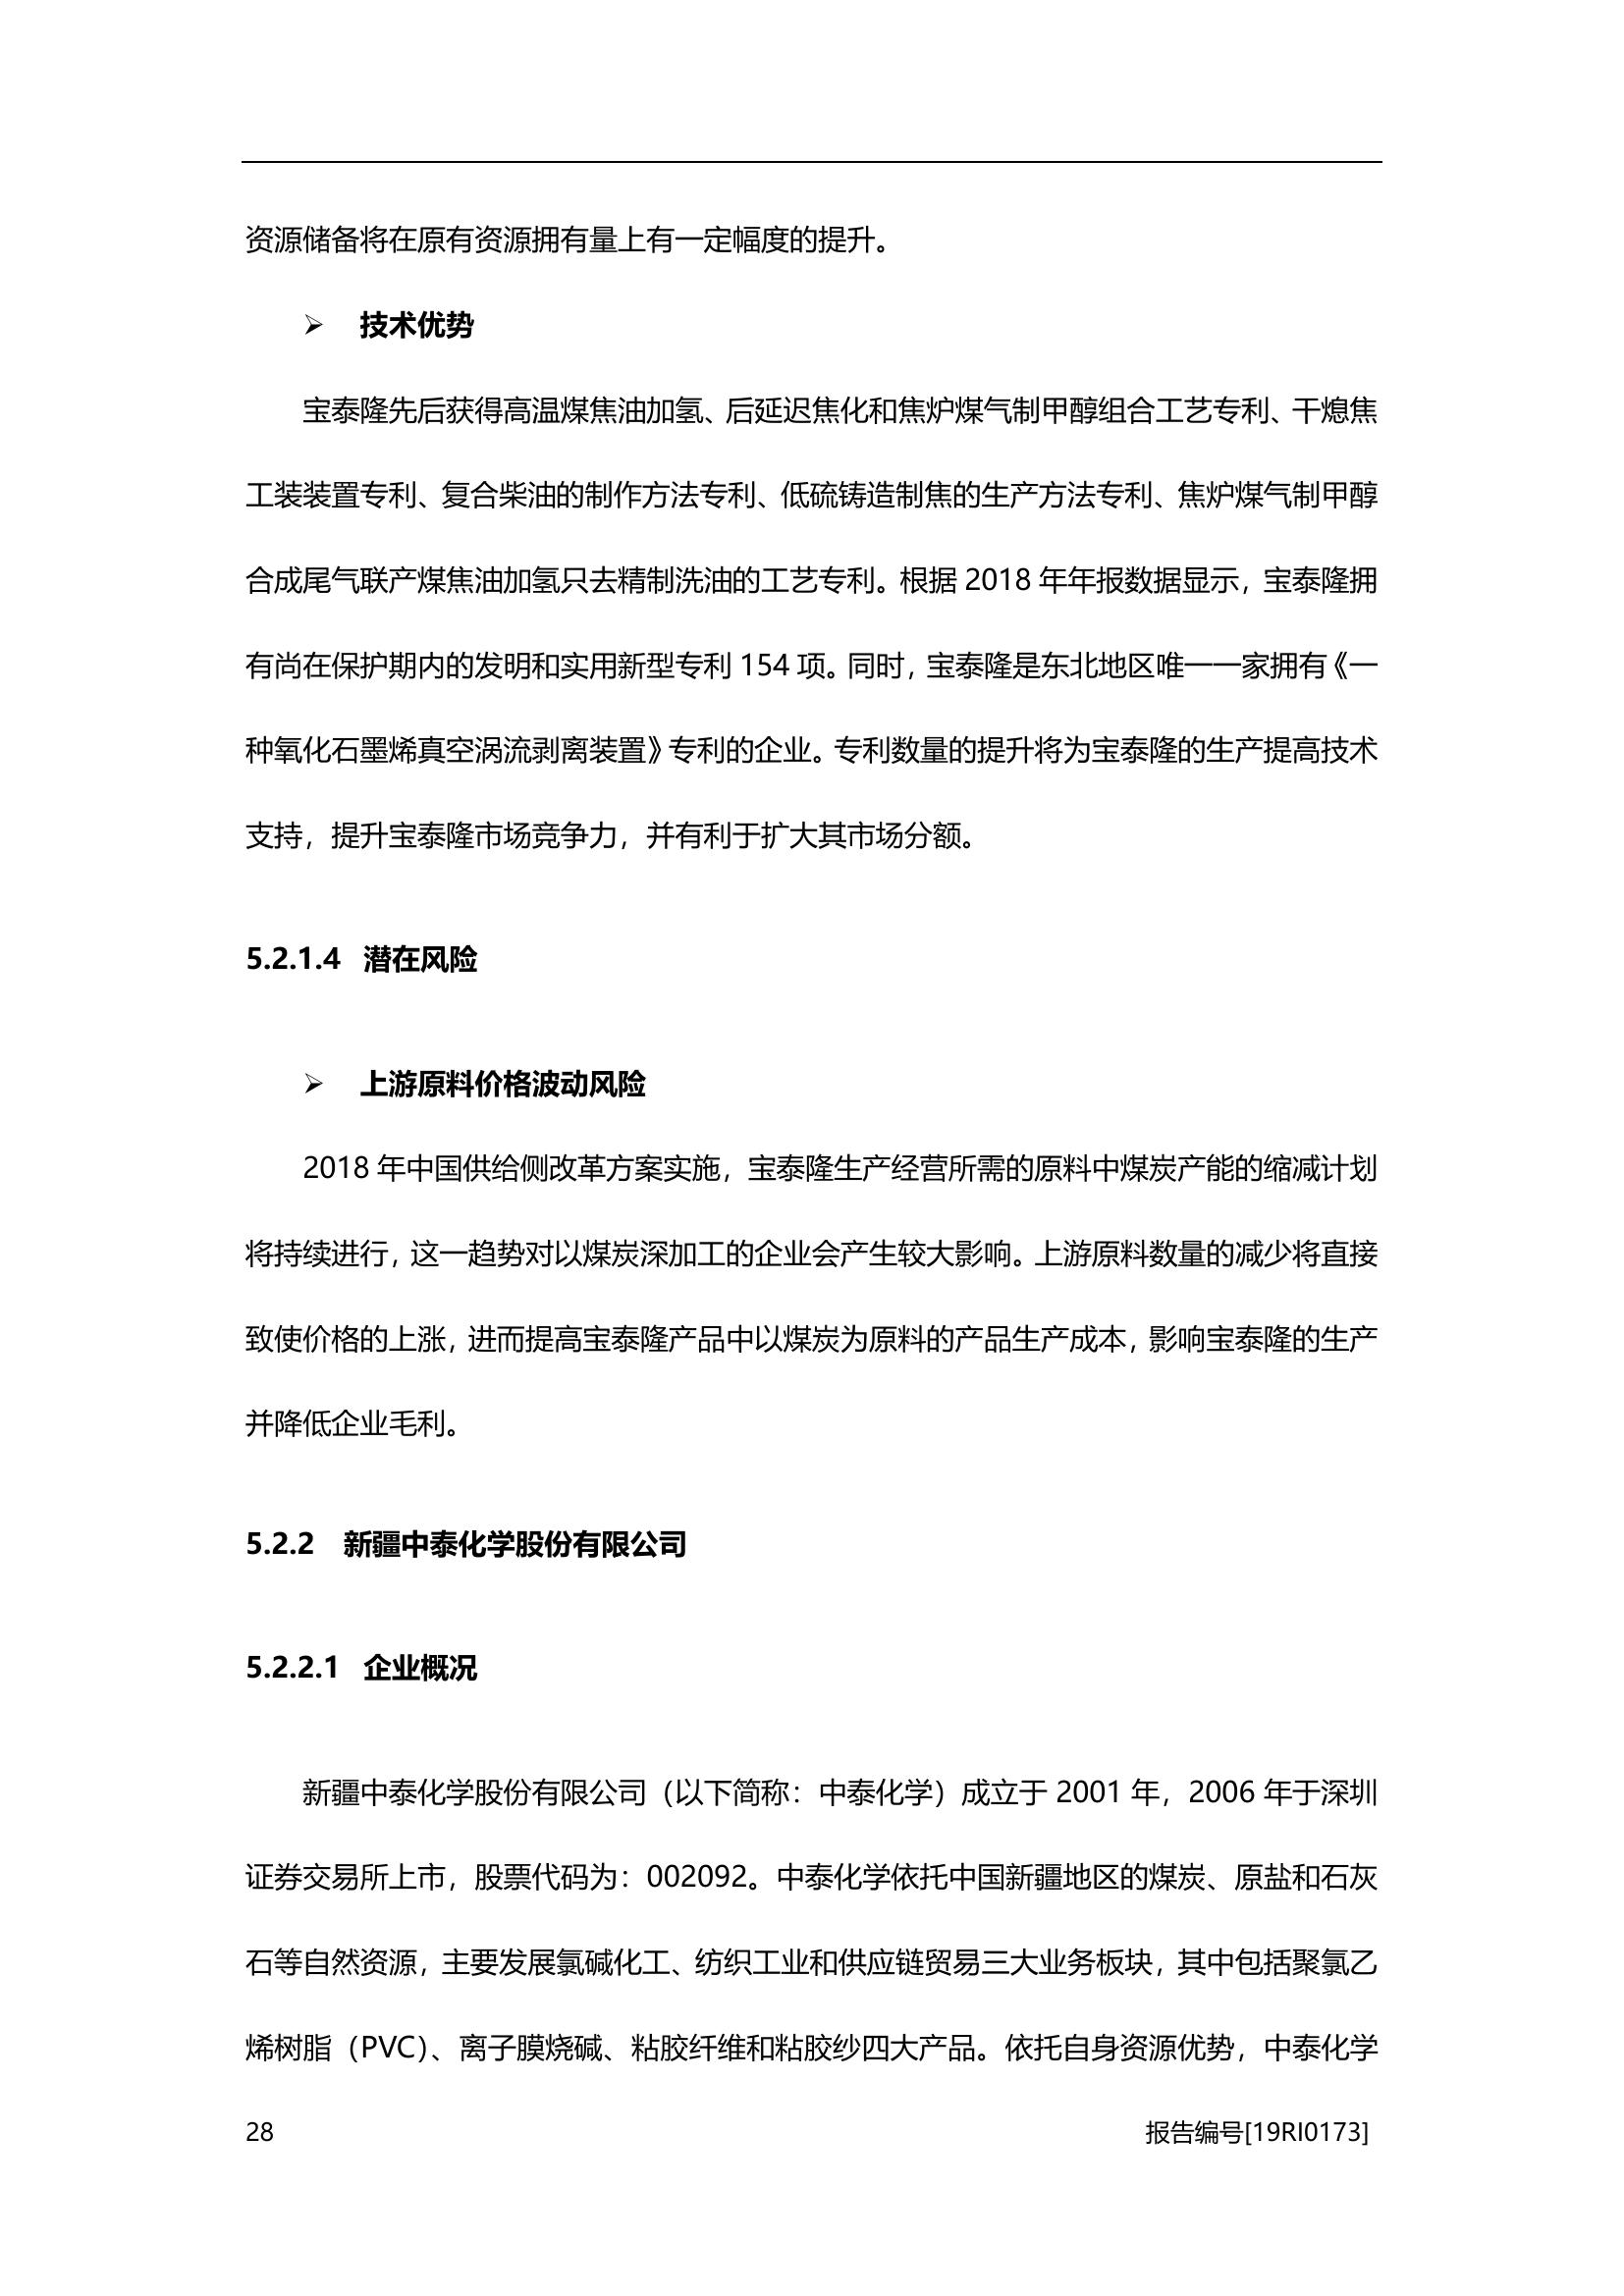 资源储备将在原有资源拥有量上有一定幅度的提升。
➢ 技术优势
宝泰隆先后获得高温煤焦油加氢、后延迟焦化和焦炉煤气制甲醇组合工艺专利、干熄焦
工装装置专利、复合柴油的制作方法专利、低硫铸造制焦的生产方法专利、焦炉煤气制甲醇
合成尾气联产煤焦油加氢只去精制洗油的工艺专利。根据 2018 年年报数据显示，宝泰隆拥
有尚在保护期内的发明和实用新型专利 154 项。同时，宝泰隆是东北地区唯一一家拥有《一
种氧化石墨烯真空涡流剥离装置》专利的企业。专利数量的提升将为宝泰隆的生产提高技术
支持，提升宝泰隆市场竞争力，并有利于扩大其市场分额。
5.2.1.4 潜在风险
➢ 上游原料价格波动风险
2018 年中国供给侧改革方案实施，宝泰隆生产经营所需的原料中煤炭产能的缩减计划
将持续进行，这一趋势对以煤炭深加工的企业会产生较大影响。上游原料数量的减少将直接
致使价格的上涨，进而提高宝泰隆产品中以煤炭为原料的产品生产成本，影响宝泰隆的生产
并降低企业毛利。
5.2.2 新疆中泰化学股份有限公司
5.2.2.1 企业概况
新疆中泰化学股份有限公司（以下简称：中泰化学）成立于 2001 年，2006 年于深圳
证券交易所上市，股票代码为：002092。中泰化学依托中国新疆地区的煤炭、原盐和石灰
石等自然资源，主要发展氯碱化工、纺织工业和供应链贸易三大业务板块，其中包括聚氯乙
烯树脂（PVC）、离子膜烧碱、粘胶纤维和粘胶纱四大产品。依托自身资源优势，中泰化学
28 报告编号[19RI0173]